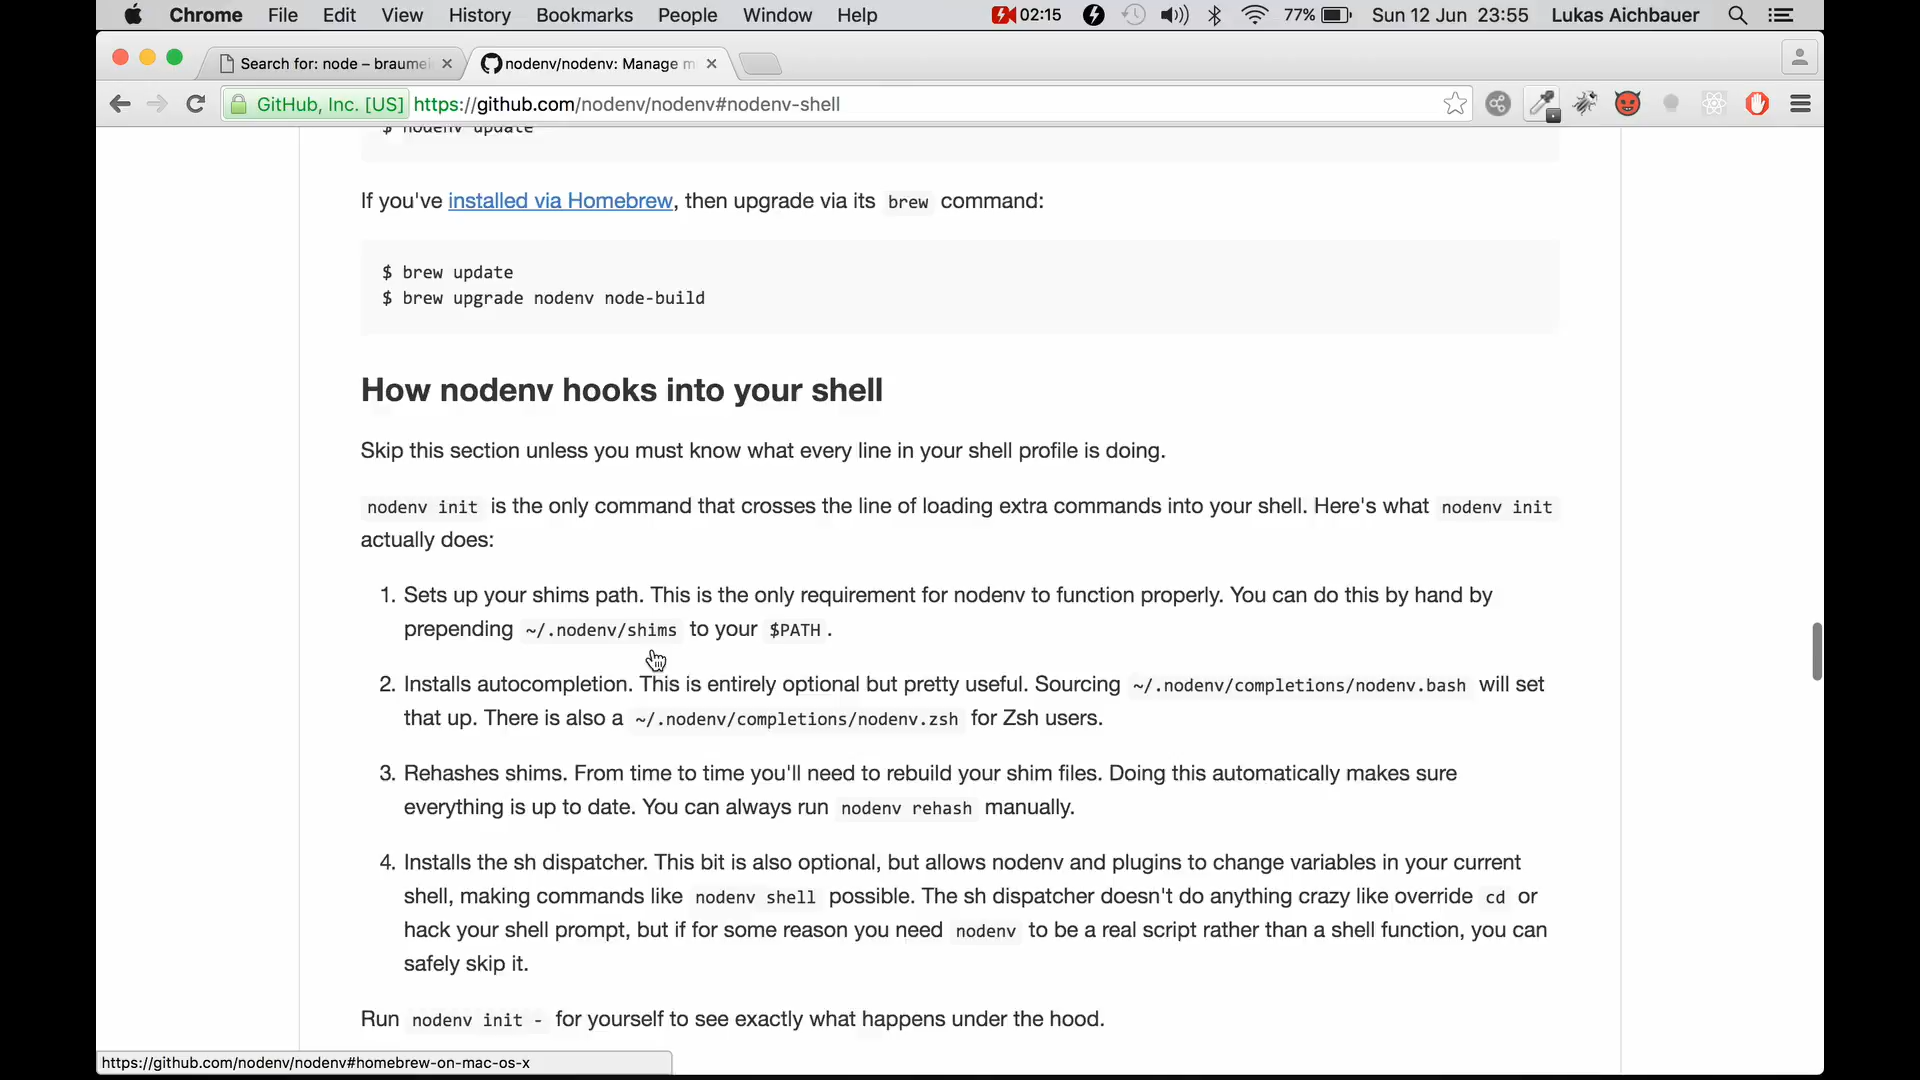 Chrome File Edit View History Bookmarks People Window Help 02:15 77% Sun 12 Jun 23:55 Lukas Aichbauer
Search for: node – braume
nodenv/nodenv: Manage m
GitHub, Inc. [US] https://github.com/nodenv/nodenv#nodenv-shell
$ nodenv update
If you've installed via Homebrew, then upgrade via its brew command:
$ brew update
$ brew upgrade nodenv node-build
How nodenv hooks into your shell
Skip this section unless you must know what every line in your shell profile is doing.
nodenv init is the only command that crosses the line of loading extra commands into your shell. Here's what nodenv init
actually does:
1. Sets up your shims path. This is the only requirement for nodenv to function properly. You can do this by hand by
prepending ~/.nodenv/shims to your $PATH.
2. Installs autocompletion. This is entirely optional but pretty useful. Sourcing ~/.nodenv/completions/nodenv.bash will set
that up. There is also a ~/.nodenv/completions/nodenv.zsh for Zsh users.
3. Rehashes shims. From time to time you'll need to rebuild your shim files. Doing this automatically makes sure
everything is up to date. You can always run nodenv rehash manually.
4. Installs the sh dispatcher. This bit is also optional, but allows nodenv and plugins to change variables in your current
shell, making commands like nodenv shell possible. The sh dispatcher doesn't do anything crazy like override cd or
hack your shell prompt, but if for some reason you need nodenv to be a real script rather than a shell function, you can
safely skip it.
Run nodenv init - for yourself to see exactly what happens under the hood.
https://github.com/nodenv/nodenv#homebrew-on-mac-os-x